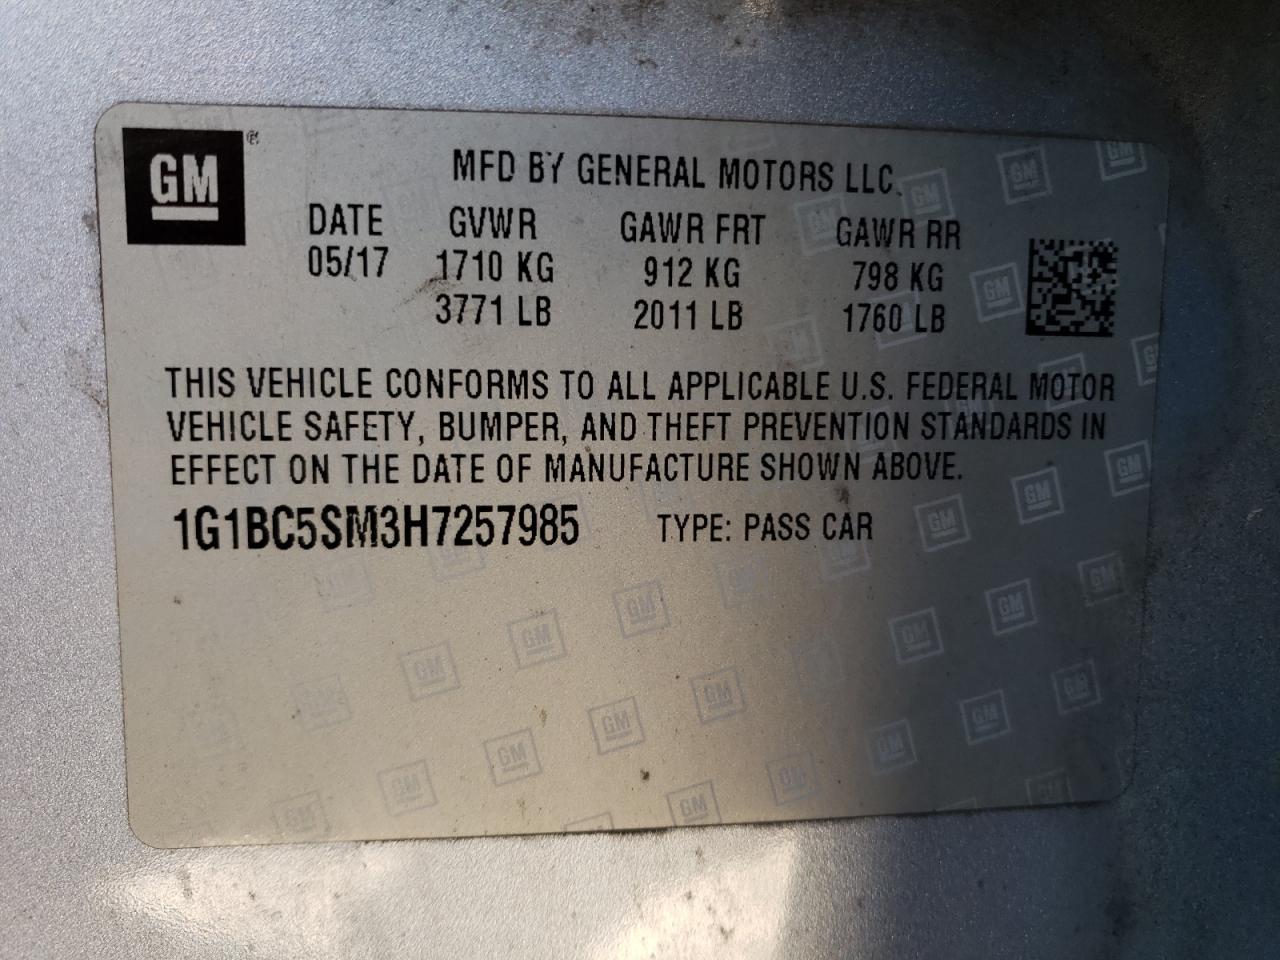 GM®
MFD BY GENERAL MOTORS LLC.
DATE GVWR GAWR FRT GAWR RR
05/17 1710 KG 912 KG 798 KG
3771 LB 2011 LB 1760 LB
THIS VEHICLE CONFORMS TO ALL APPLICABLE U.S. FEDERAL MOTOR
VEHICLE SAFETY, BUMPER, AND THEFT PREVENTION STANDARDS IN
EFFECT ON THE DATE OF MANUFACTURE SHOWN ABOVE.
1G1BC5SM3H7257985 TYPE: PASS CAR